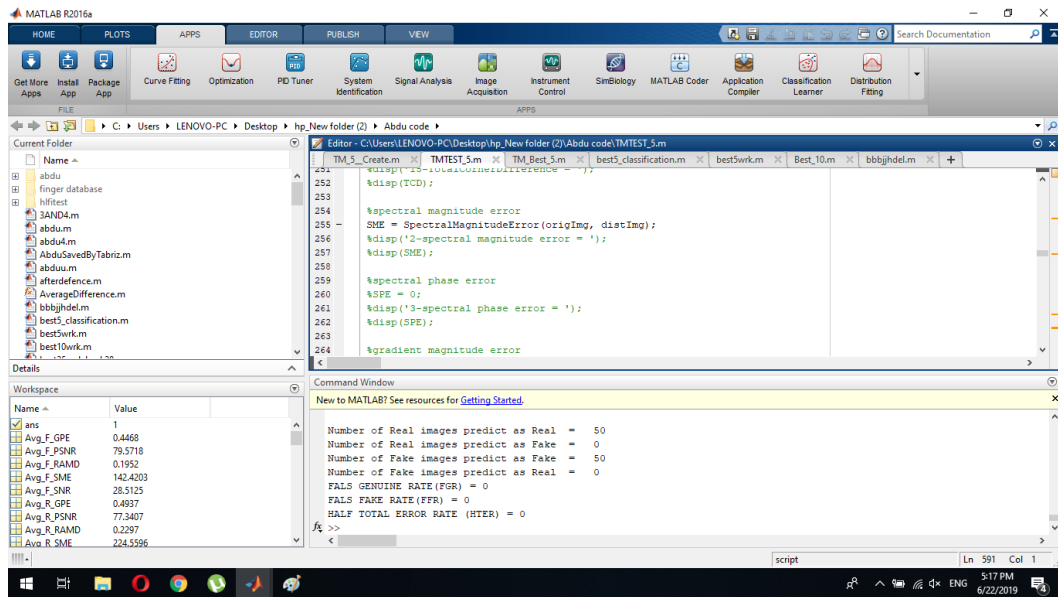 MATLAB R2016a
HOME PLOTS APPS EDITOR PUBLISH VIEW
Search Documentation
Get More Apps
Install App
Package App
Curve Fitting
Optimization
PID Tuner
System Identification
Signal Analysis
Image Acquisition
Instrument Control
SimBiology
MATLAB Coder
Application Compiler
Classification Learner
Distribution Fitting
FILE
APPS
C: Users LENOVO-PC Desktop hp_New folder (2) Abdu code
Current Folder
Name
abdu
finger database
hlfitest
3AND4.m
abdu.m
abdu4.m
AbduSavedByTabriz.m
abduu.m
afterdefence.m
AverageDifference.m
bbbjjhdel.m
best5_classification.m
best5wrk.m
best10wrk.m
Details
Workspace
Name Value
ans 1
Avg_F_GPE 0.4468
Avg_F_PSNR 79.5718
Avg_F_RAMD 0.1952
Avg_F_SME 142.4203
Avg_F_SNR 28.5125
Avg_R_GPE 0.4937
Avg_R_PSNR 77.3407
Avg_R_RAMD 0.2297
Avg_R_SME 224.5596
Editor - C:\Users\LENOVO-PC\Desktop\hp_New folder (2)\Abdu code\TMTEST_5.m
TM_5__Create.m TMTEST_5.m TM_Best_5.m best5_classification.m best5wrk.m Best_10.m bbbjjhdel.m
251 %disp('15-TotalCornerDifference = ');
252 %disp(TCD);
253
254 %spectral magnitude error
255 SME = SpectralMagnitudeError(origImg, distImg);
256 %disp('2-spectral magnitude error = ');
257 %disp(SME);
258
259 %spectral phase error
260 %SPE = 0;
261 %disp('3-spectral phase error = ');
262 %disp(SPE);
263
264 %gradient magnitude error
Command Window
New to MATLAB? See resources for Getting Started.
Number of Real images predict as Real = 50
Number of Real images predict as Fake = 0
Number of Fake images predict as Fake = 50
Number of Fake images predict as Real = 0
FALS GENUINE RATE(FGR) = 0
FALS FAKE RATE(FFR) = 0
HALF TOTAL ERROR RATE (HTER) = 0
fx >>
script
Ln 591 Col 1
ENG
5:17 PM
6/22/2019